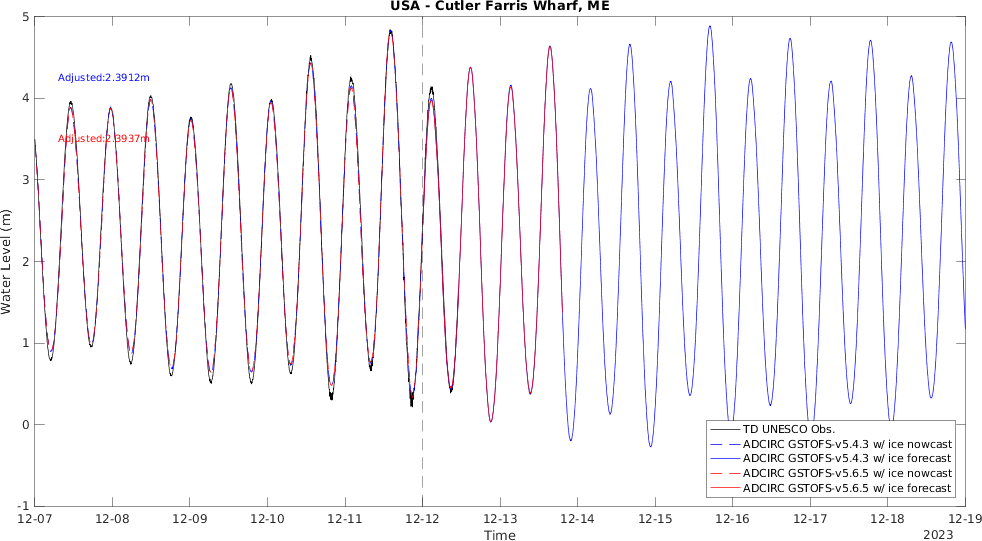 USA - Cutler Farris Wharf, ME
5
4
3
2
1
0
-1
Water Level (m)
Adjusted:2.3912m
Adjusted:2.3937m
TD UNESCO Obs.
ADCIRC GSTOFS-v5.4.3 w/ ice nowcast
ADCIRC GSTOFS-v5.4.3 w/ ice forecast
ADCIRC GSTOFS-v5.6.5 w/ ice nowcast
ADCIRC GSTOFS-v5.6.5 w/ ice forecast
12-07 12-08 12-09 12-10 12-11 12-12 12-13 12-14 12-15 12-16 12-17 12-18 12-19
Time
2023